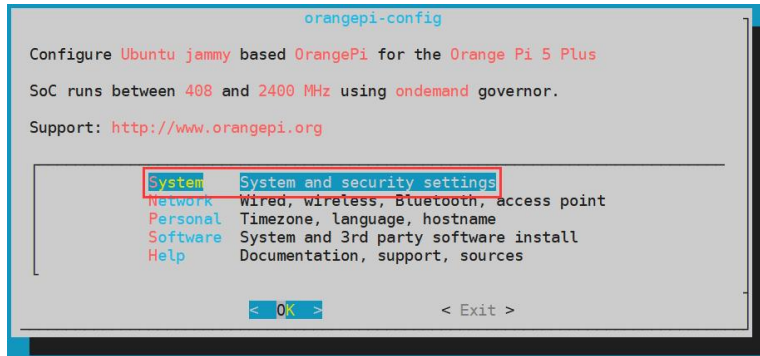 orangepi-config
Configure Ubuntu jammy based OrangePi for the Orange Pi 5 Plus
SoC runs between 408 and 2400 MHz using ondemand governor.
Support: http://www.orangepi.org
System System and security settings
Network Wired, wireless, Bluetooth, access point
Personal Timezone, language, hostname
Software System and 3rd party software install
Help Documentation, support, sources
< OK > < Exit >